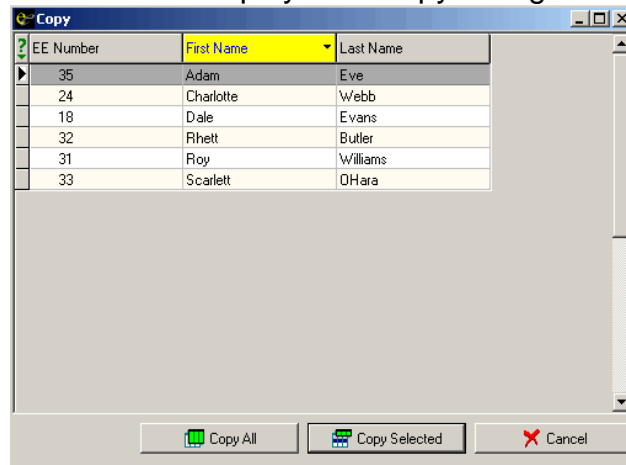 Copy
? EE Number First Name Last Name
35 Adam Eve
24 Charlotte Webb
18 Dale Evans
32 Rhett Butler
31 Roy Williams
33 Scarlett OHara
Copy All Copy Selected Cancel